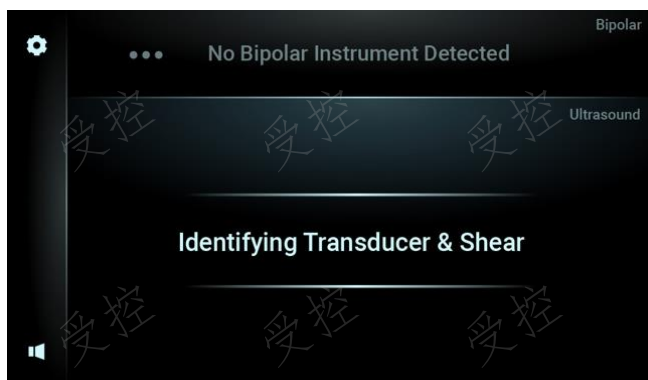 Bipolar
No Bipolar Instrument Detected
Ultrasound
受控 受控 受控
Identifying Transducer & Shear
受控 受控 受控